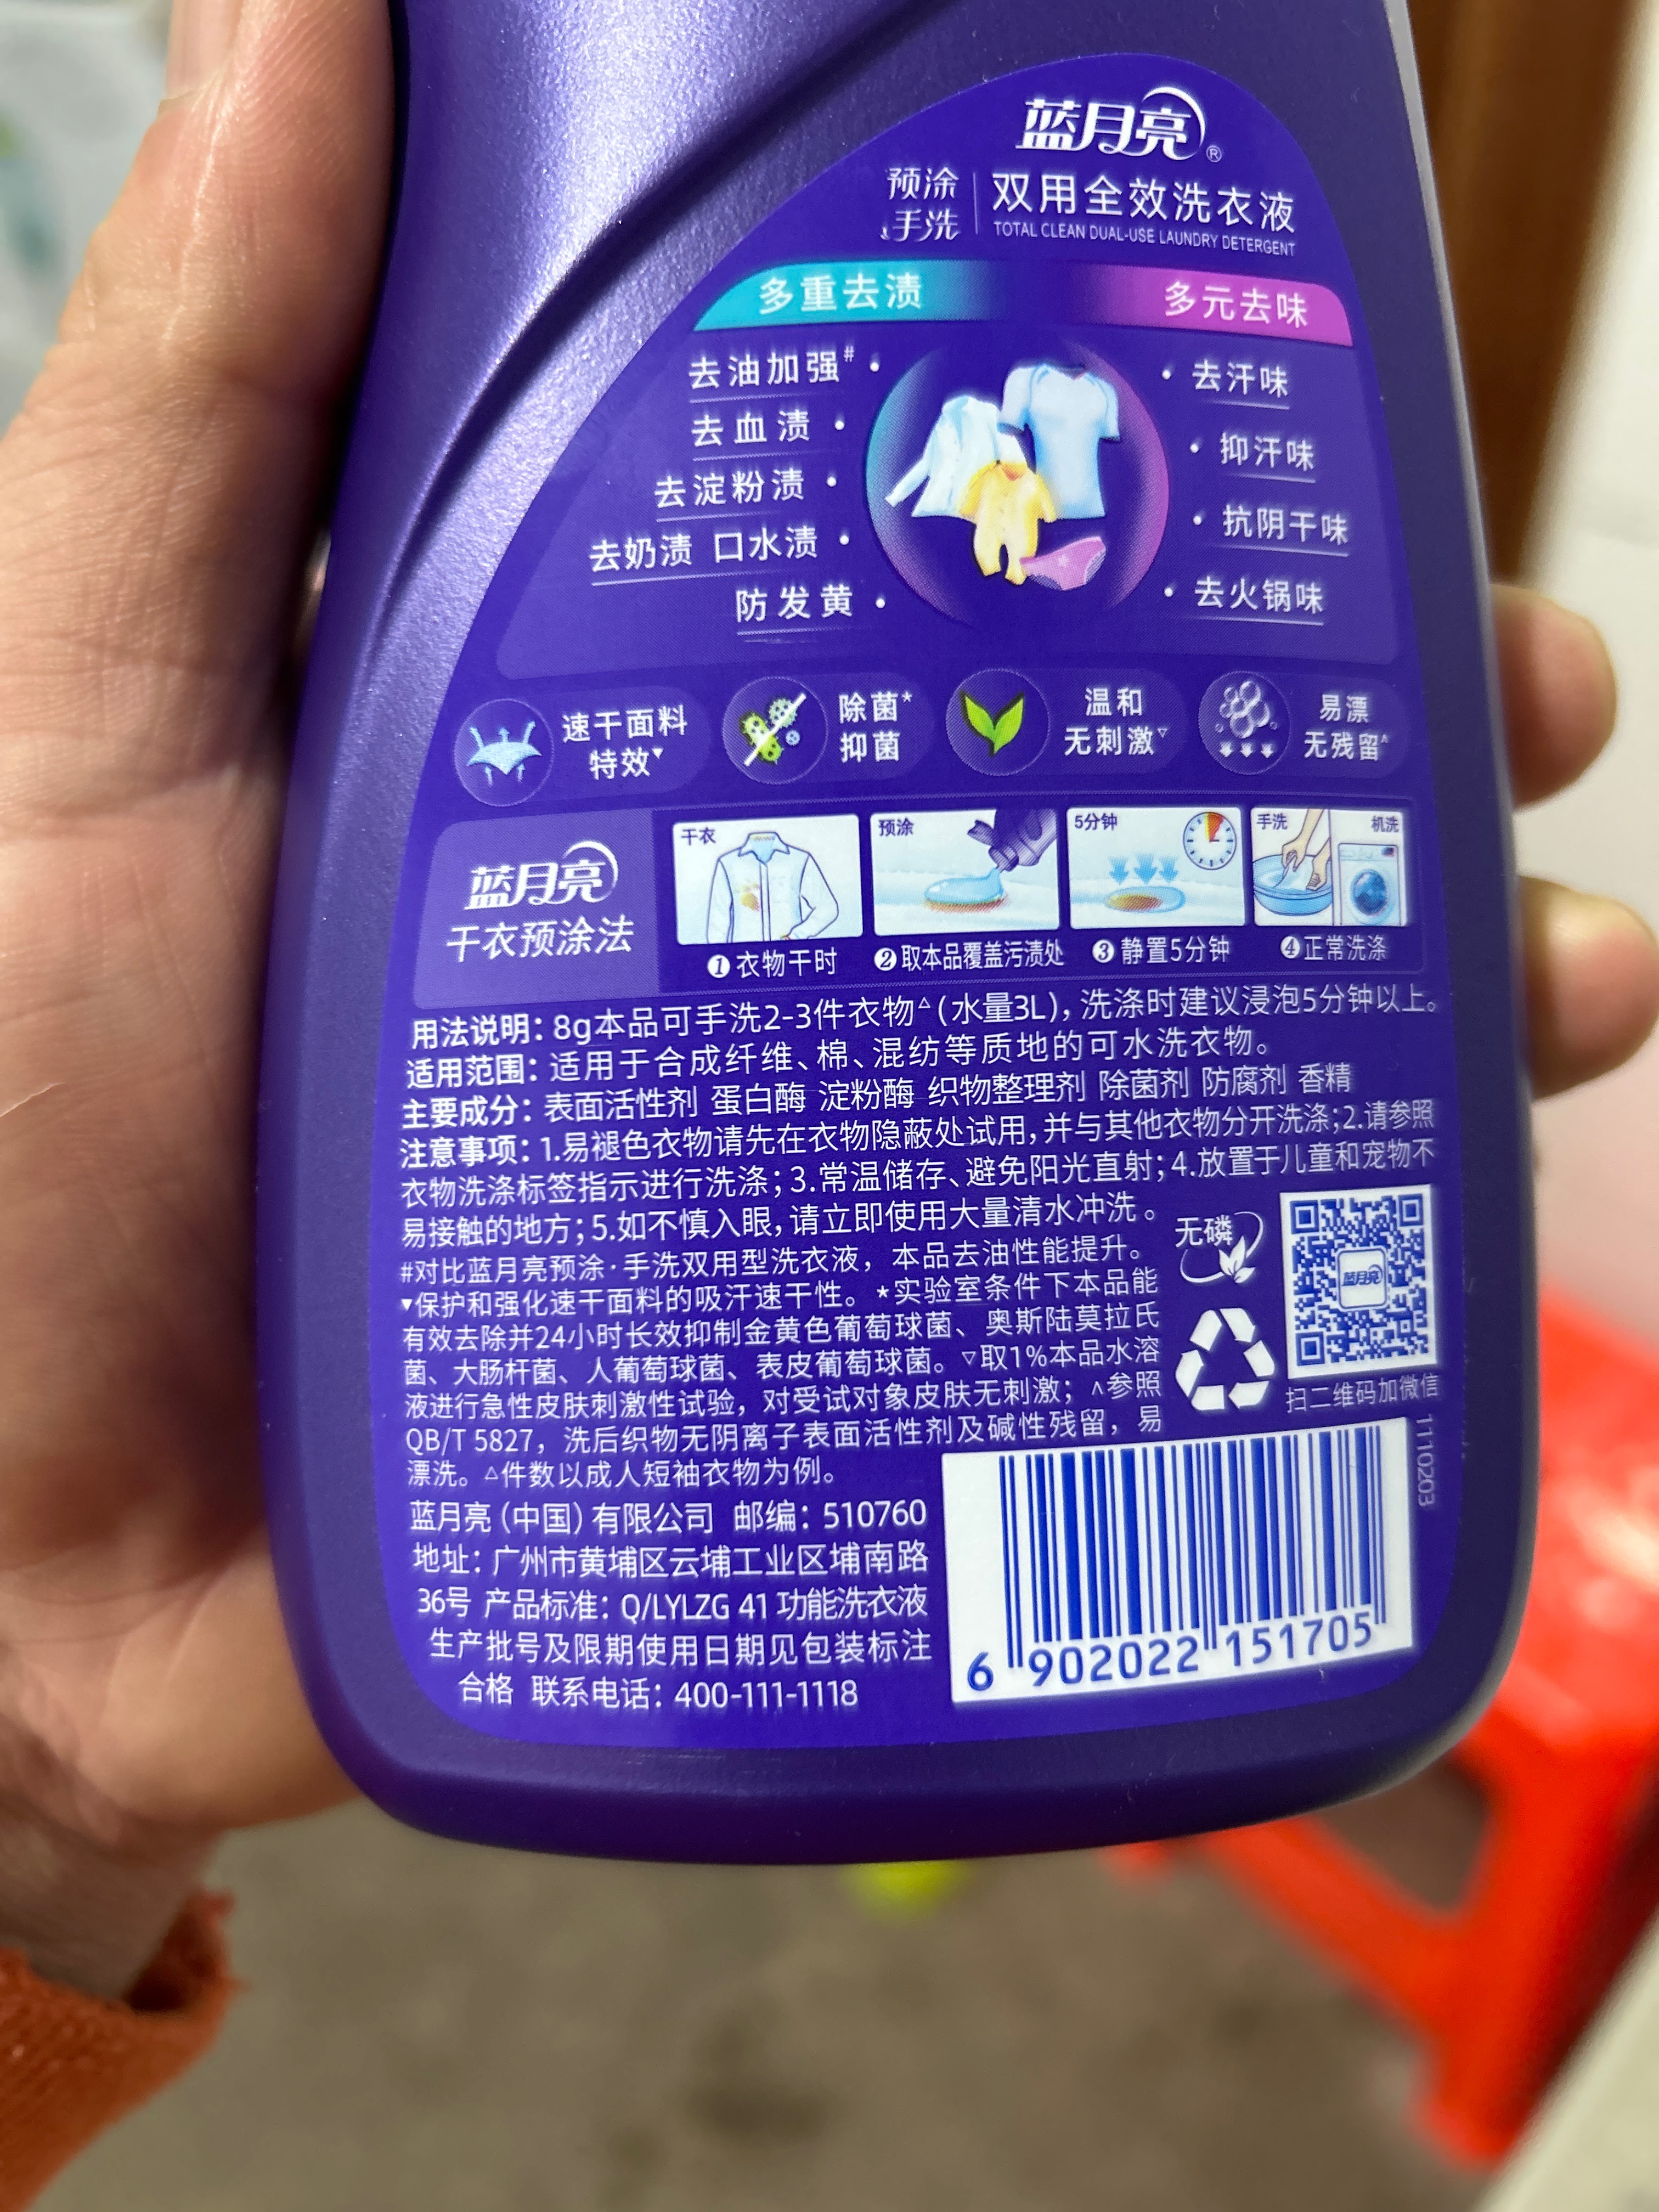 蓝月亮®
预涂
手洗
双用全效洗衣液
TOTAL CLEAN DUAL-USE LAUNDRY DETERGENT
多重去渍
多元去味
去油加强#
去血渍
去淀粉渍
去奶渍 口水渍
防发黄
去汗味
抑汗味
抗阴干味
去火锅味
速干面料
特效▼
除菌*
抑菌
温和
无刺激▽
易漂
无残留^
蓝月亮
干衣预涂法
干衣
预涂
5分钟
手洗
机洗
❶衣物干时
❷取本品覆盖污渍处
❸静置5分钟
❹正常洗涤
用法说明：8g本品可手洗2-3件衣物△(水量3L)，洗涤时建议浸泡5分钟以上。
适用范围：适用于合成纤维、棉、混纺等质地的可水洗衣物。
主要成分：表面活性剂 蛋白酶 淀粉酶 织物整理剂 除菌剂 防腐剂 香精
注意事项：1.易褪色衣物请先在衣物隐蔽处试用，并与其他衣物分开洗涤；2.请参照
衣物洗涤标签指示进行洗涤；3.常温储存、避免阳光直射；4.放置于儿童和宠物不
易接触的地方；5.如不慎入眼，请立即使用大量清水冲洗。
#对比蓝月亮预涂·手洗双用型洗衣液，本品去油性能提升。
▼保护和强化速干面料的吸汗速干性。*实验室条件下本品能
有效去除并24小时长效抑制金黄色葡萄球菌、奥斯陆莫拉氏
菌、大肠杆菌、人葡萄球菌、表皮葡萄球菌。▽取1%本品水溶
液进行急性皮肤刺激性试验，对受试对象皮肤无刺激；^参照
QB/T 5827，洗后织物无阴离子表面活性剂及碱性残留，易
漂洗。△件数以成人短袖衣物为例。
无磷
蓝月亮
扫二维码加微信
1110203
蓝月亮（中国）有限公司 邮编：510760
地址：广州市黄埔区云埔工业区埔南路
36号 产品标准：Q/LYLZG 41 功能洗衣液
生产批号及限期使用日期见包装标注
合格 联系电话：400-111-1118
6 902022 151705